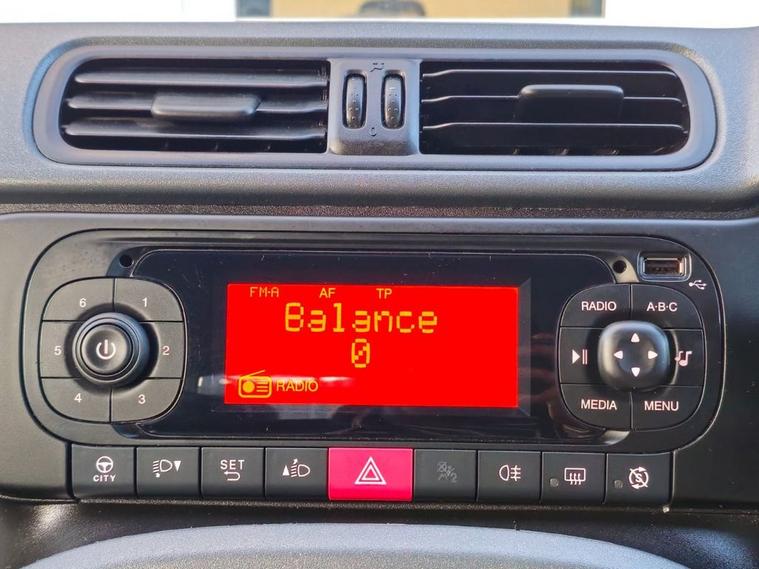 FM-A AF TP
Balance
0
RADIO
6 1
5 2
4 3
RADIO A·B·C
MEDIA MENU
CITY
SET